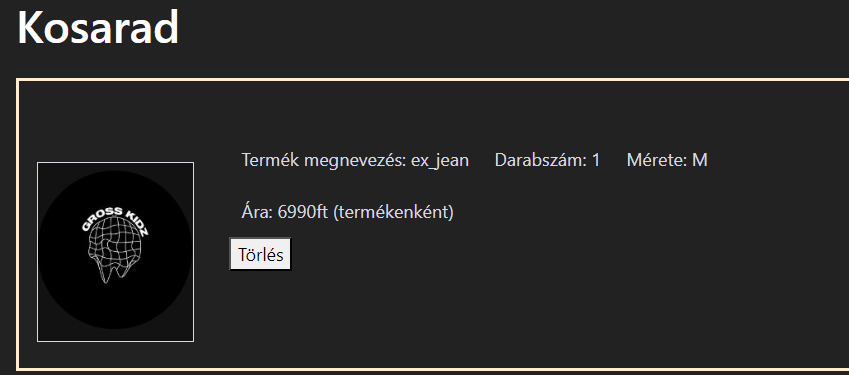 Kosarad
GROSS KIDZ
Termék megnevezés: ex_jean Darabszám: 1 Mérete: M
Ára: 6990ft (termékenként)
Törlés